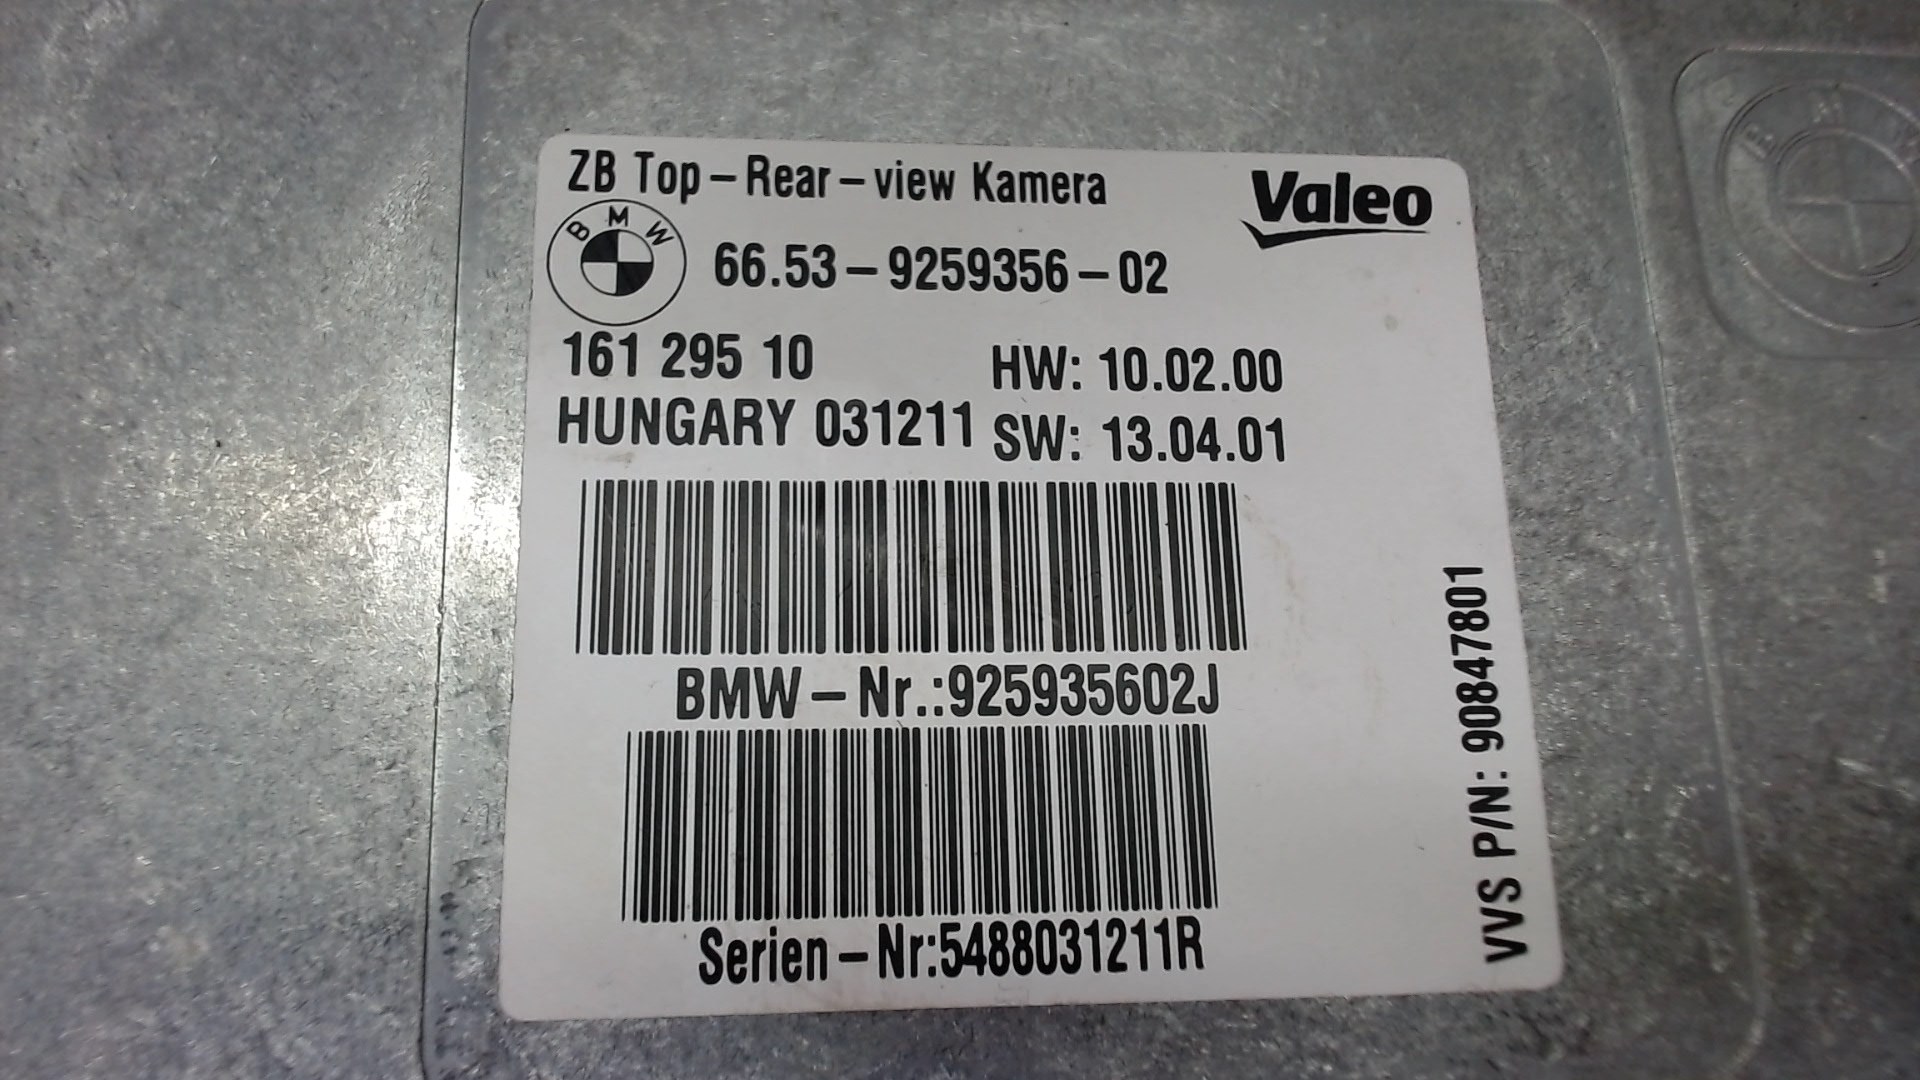 ZB Top-Rear-view Kamera
Valeo
BMW
66.53-9259356-02
161 295 10
HW: 10.02.00
HUNGARY 031211
SW: 13.04.01
BMW-Nr.:925935602J
Serien-Nr:5488031211R
VVS P/N: 90847801
BMW